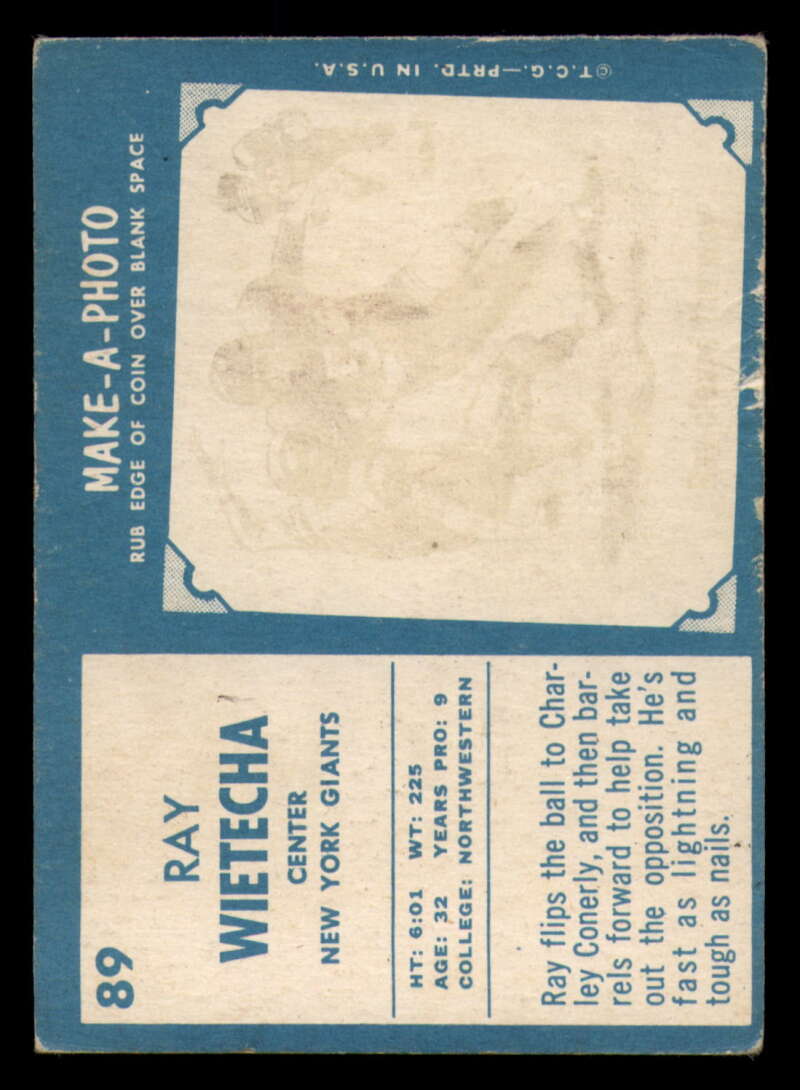 89
RAY
WIETECHA
CENTER
NEW YORK GIANTS
HT: 6:01 WT: 225
AGE: 32 YEARS PRO: 9
COLLEGE: NORTHWESTERN
Ray flips the ball to Char-
ley Conerly, and then bar-
rels forward to help take
out the opposition. He's
fast as lightning and
tough as nails.
MAKE-A-PHOTO
RUB EDGE OF COIN OVER BLANK SPACE
©T.C.G.—PRTD. IN U.S.A.